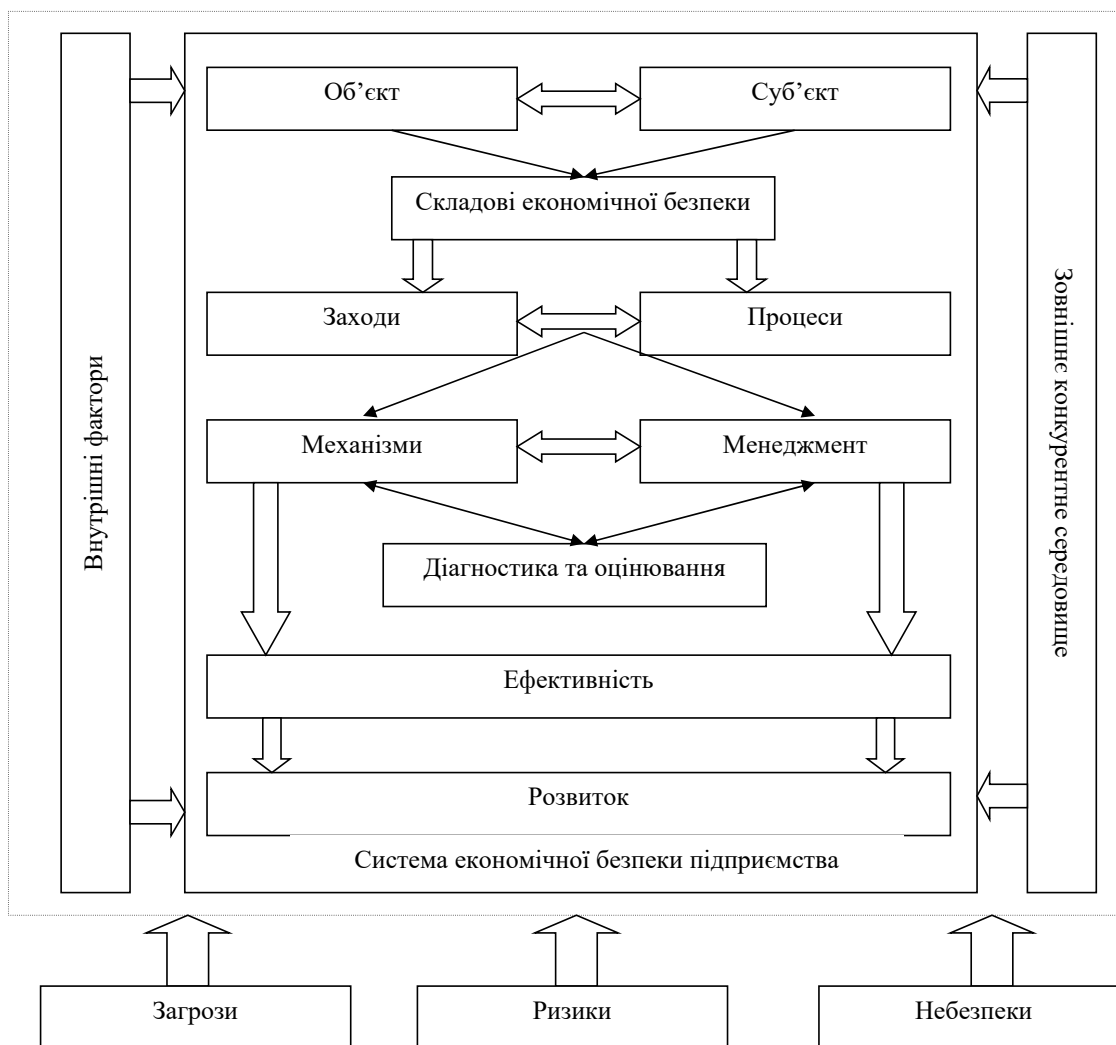 Об’єкт
Суб’єкт
Складові економічної безпеки
Заходи
Процеси
Механізми
Менеджмент
Діагностика та оцінювання
Ефективність
Розвиток
Система економічної безпеки підприємства
Внутрішні фактори
Зовнішнє конкурентне середовище
Загрози
Ризики
Небезпеки